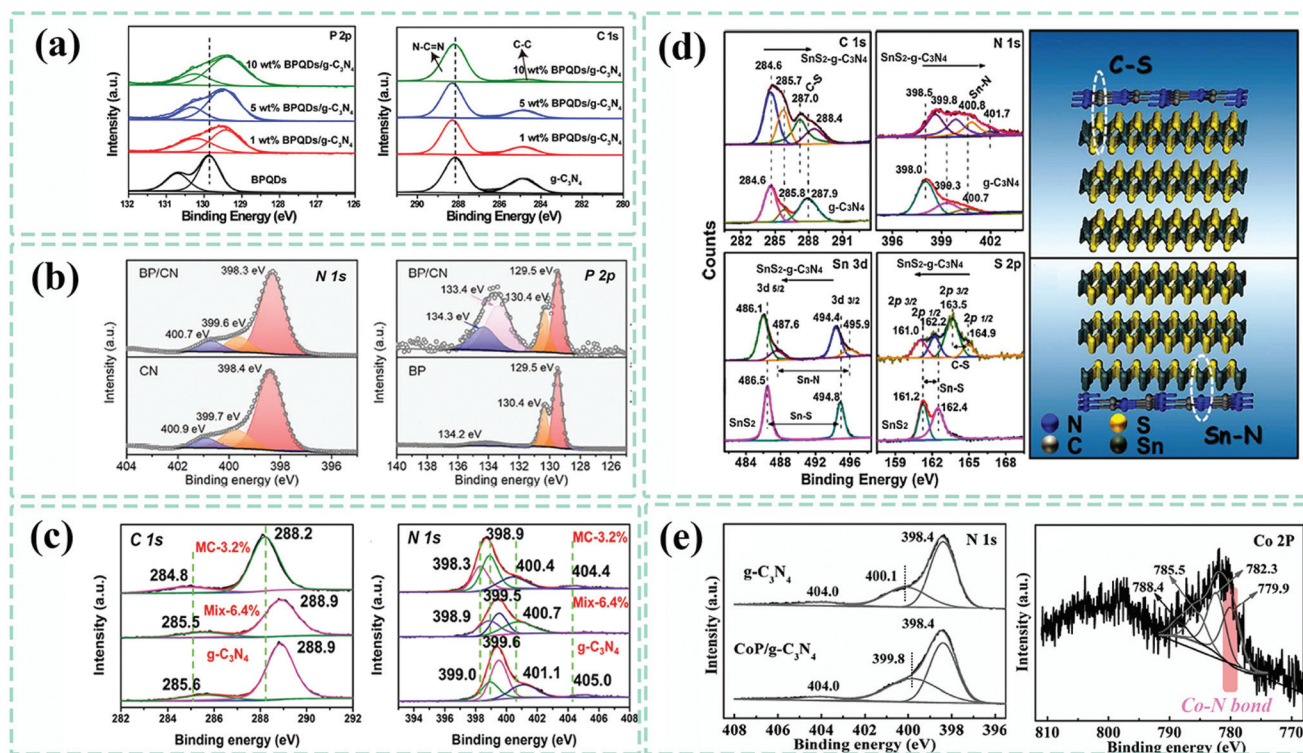 (a)
P 2p
10 wt% BPQDs/g-C₃N₄
5 wt% BPQDs/g-C₃N₄
1 wt% BPQDs/g-C₃N₄
BPQDs
Intensity (a.u.)
132 131 130 129 128 127 126
Binding Energy (eV)
C 1s
N-C=N
C-C
10 wt% BPQDs/g-C₃N₄
5 wt% BPQDs/g-C₃N₄
1 wt% BPQDs/g-C₃N₄
g-C₃N₄
Intensity (a.u.)
290 288 286 284 282 280
Binding Energy (eV)
(b)
BP/CN
398.3 eV
N 1s
399.6 eV
400.7 eV
CN
398.4 eV
399.7 eV
400.9 eV
Intensity (a.u.)
404 402 400 398 396
Binding energy (eV)
BP/CN
129.5 eV
P 2p
133.4 eV
130.4 eV
134.3 eV
129.5 eV
BP
130.4 eV
134.2 eV
Intensity (a.u.)
140 138 136 134 132 130 128 126
Binding energy (eV)
(c)
C 1s
288.2
MC-3.2%
284.8
Mix-6.4%
288.9
285.5
g-C₃N₄
288.9
285.6
Intensity (a.u.)
282 284 286 288 290 292
Binding Energy (eV)
N 1s
398.9
MC-3.2%
398.3
400.4
404.4
399.5
Mix-6.4%
398.9
400.7
399.6
g-C₃N₄
399.0
401.1
405.0
Intensity (a.u.)
394 396 398 400 402 404 406 408
Binding Energy (eV)
(d)
C 1s
SnS₂-g-C3N4
284.6
285.7
C-S
287.0
288.4
284.6
285.8
287.9
g-C3N4
282 285 288 291
N 1s
SnS₂-g-C3N4
Sn-N
398.5
399.8
400.8
401.7
398.0
399.3
g-C3N4
400.7
396 399 402
Counts
Sn 3d
SnS₂-g-C₃N₄
3d 5/2
3d 3/2
486.1
487.6
494.4
495.9
Sn-N
486.5
494.8
Sn-S
SnS₂
484 488 492 496
S 2p
SnS₂-g-C₃N₄
2p 3/2
2p 3/2
2p 1/2
2p 1/2
161.0
162.2
163.5
164.9
C-S
Sn-S
161.2
162.4
SnS₂
159 162 165 168
Binding Energy (eV)
C-S
Sn-N
N
S
C
Sn
(e)
N 1s
398.4
g-C₃N₄
400.1
404.0
398.4
CoP/g-C₃N₄
399.8
404.0
Intensity (a.u.)
408 406 404 402 400 398 396
Binding energy (eV)
Co 2P
785.5
782.3
788.4
779.9
Co-N bond
Intensity (a.u.)
810 800 790 780 770
Binding energy (eV)